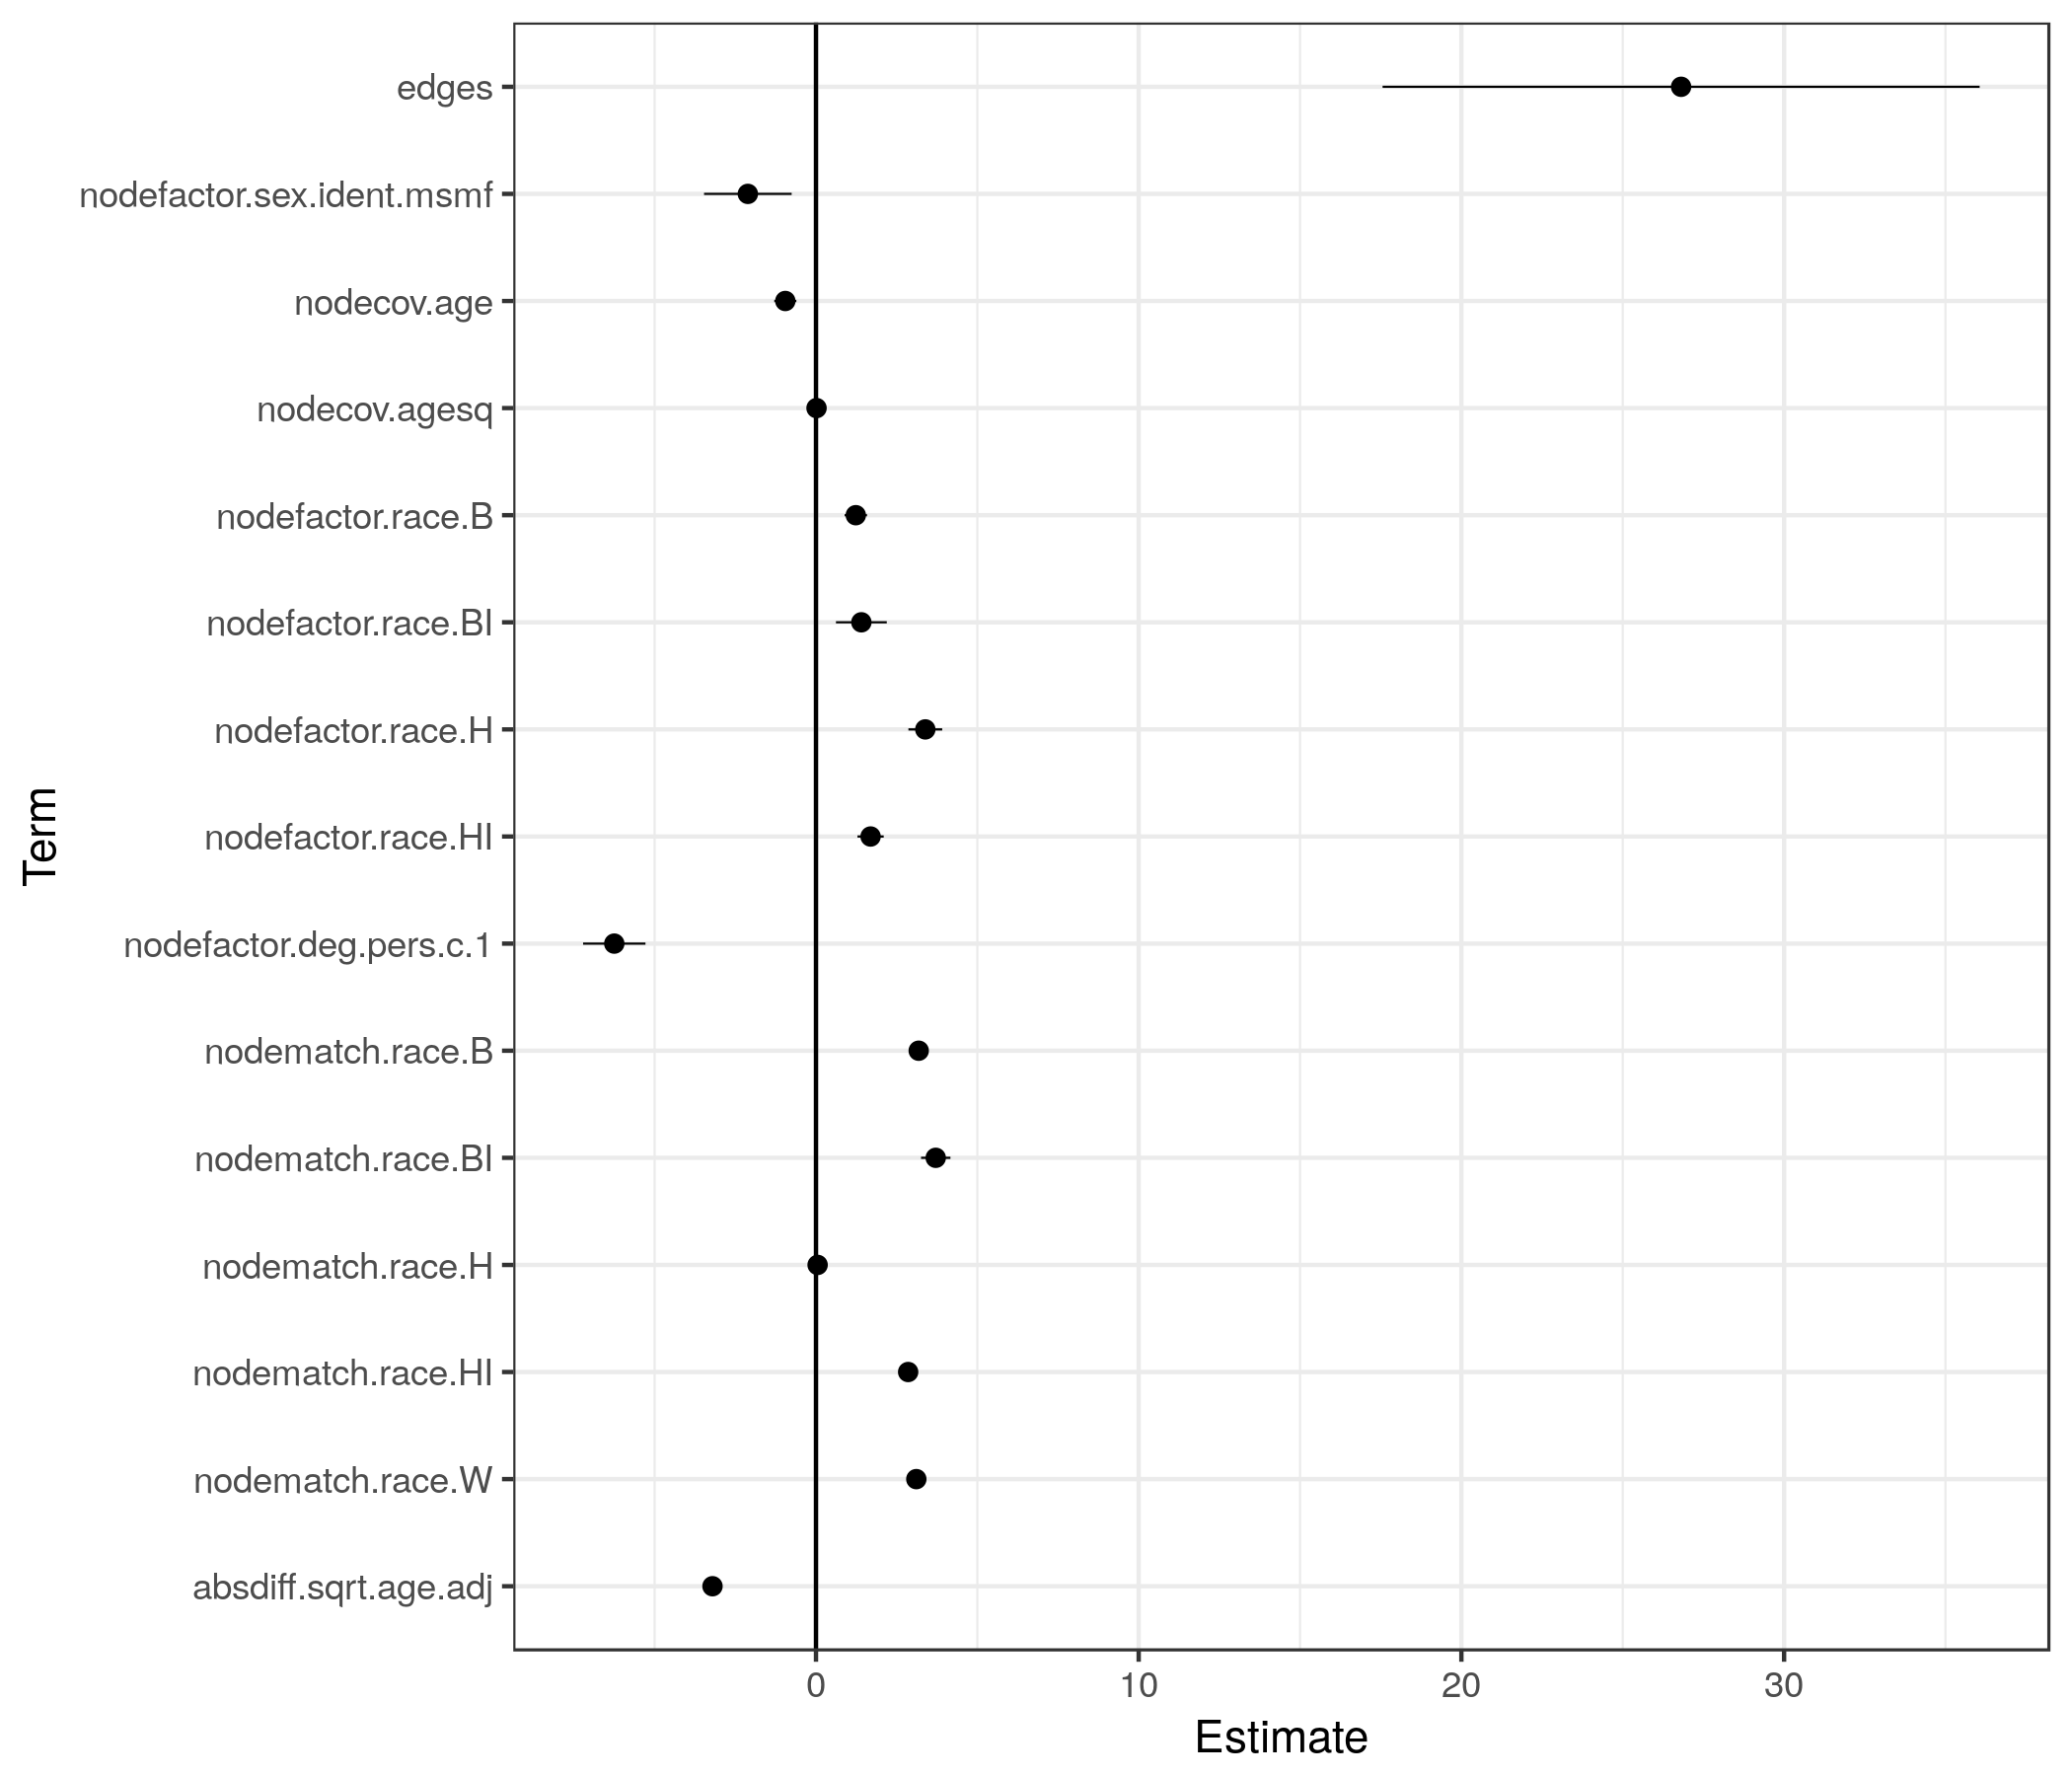 edges
nodefactor.sex.ident.msmf
nodecov.age
nodecov.agesq
nodefactor.race.B
nodefactor.race.BI
nodefactor.race.H
nodefactor.race.HI
nodefactor.deg.pers.c.1
nodematch.race.B
nodematch.race.BI
nodematch.race.H
nodematch.race.HI
nodematch.race.W
absdiff.sqrt.age.adj
Term
0 10 20 30
Estimate